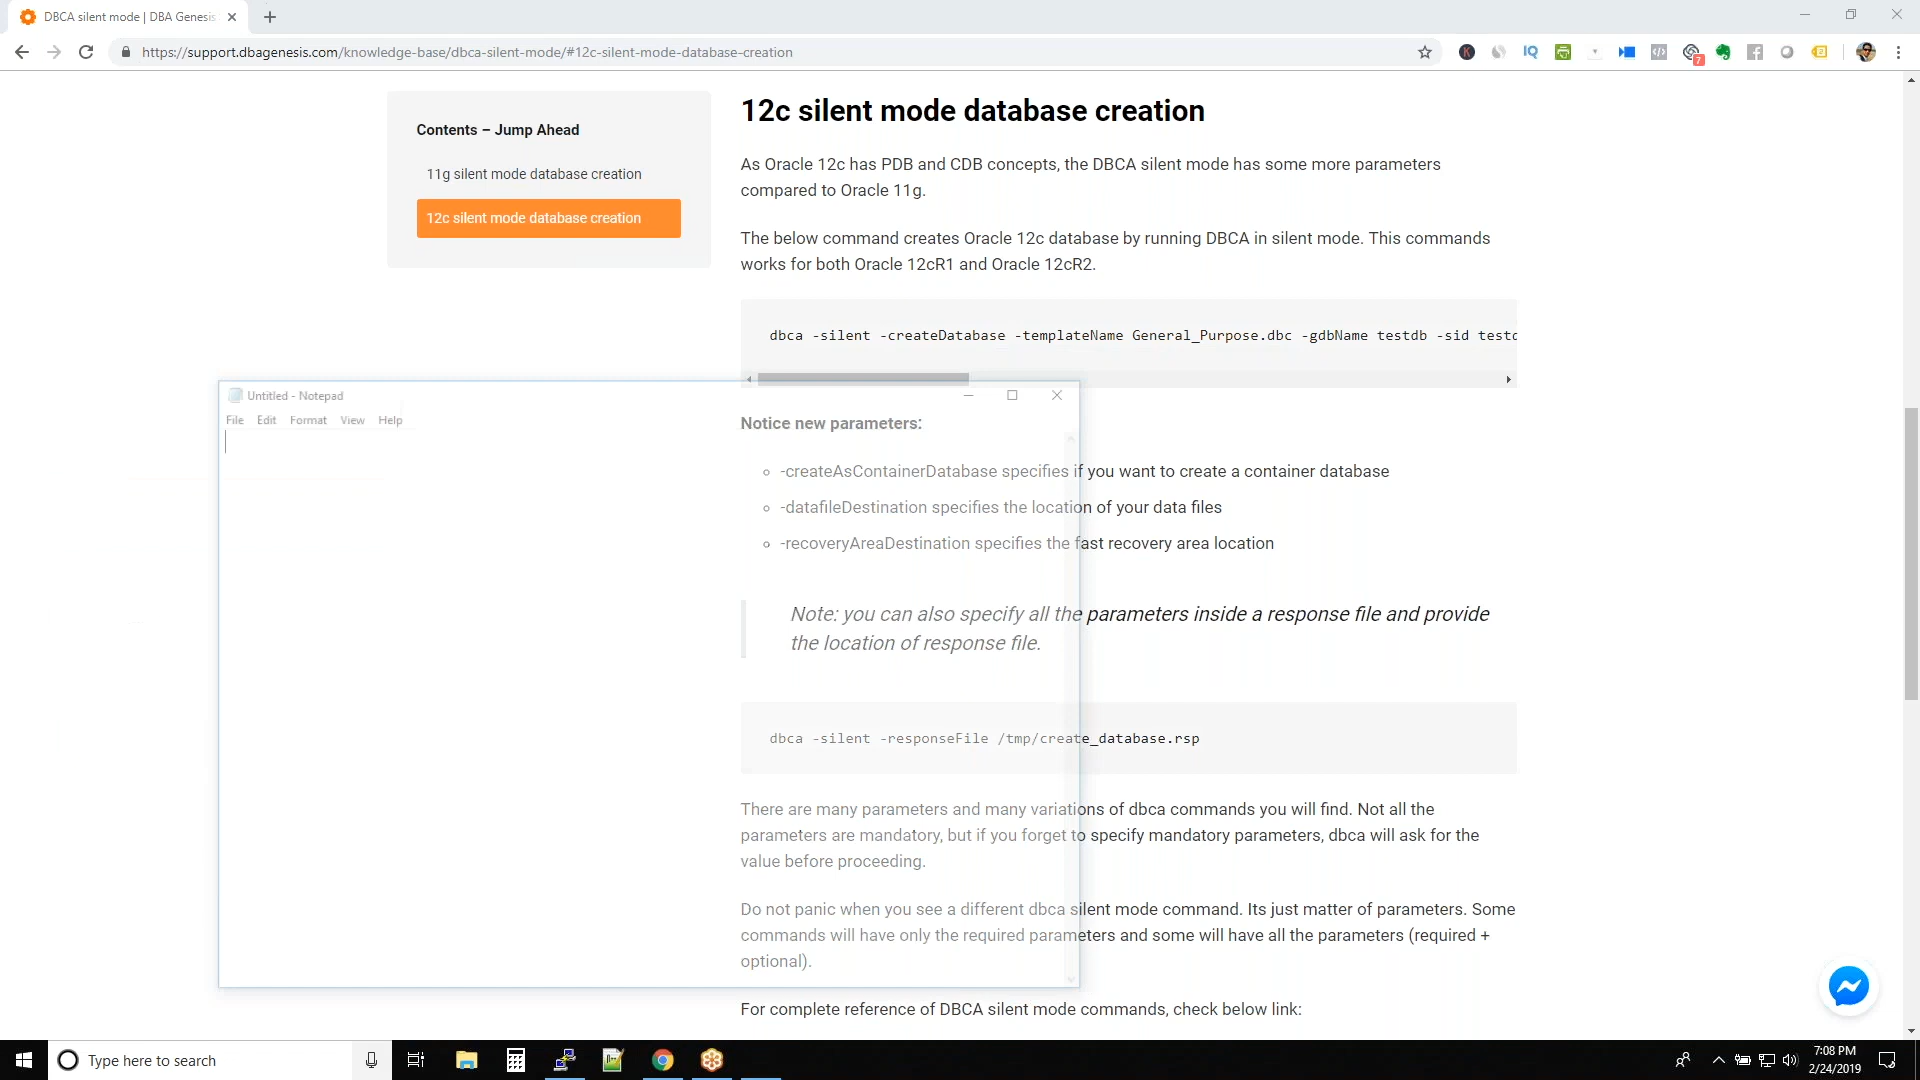 DBCA silent mode | DBA Genesis
https://support.dbagenesis.com/knowledge-base/dbca-silent-mode/#12c-silent-mode-database-creation
IQ
7
Contents – Jump Ahead
11g silent mode database creation
12c silent mode database creation
12c silent mode database creation
As Oracle 12c has PDB and CDB concepts, the DBCA silent mode has some more parameters
compared to Oracle 11g.
The below command creates Oracle 12c database by running DBCA in silent mode. This commands
works for both Oracle 12cR1 and Oracle 12cR2.
dbca -silent -createDatabase -templateName General_Purpose.dbc -gdbName testdb -sid testd
Untitled - Notepad
File Edit Format View Help
Notice new parameters:
-createAsContainerDatabase specifies if you want to create a container database
-datafileDestination specifies the location of your data files
-recoveryAreaDestination specifies the fast recovery area location
Note: you can also specify all the parameters inside a response file and provide
the location of response file.
dbca -silent -responseFile /tmp/create_database.rsp
There are many parameters and many variations of dbca commands you will find. Not all the
parameters are mandatory, but if you forget to specify mandatory parameters, dbca will ask for the
value before proceeding.
Do not panic when you see a different dbca silent mode command. Its just matter of parameters. Some
commands will have only the required parameters and some will have all the parameters (required +
optional).
For complete reference of DBCA silent mode commands, check below link:
Type here to search
7:08 PM
2/24/2019